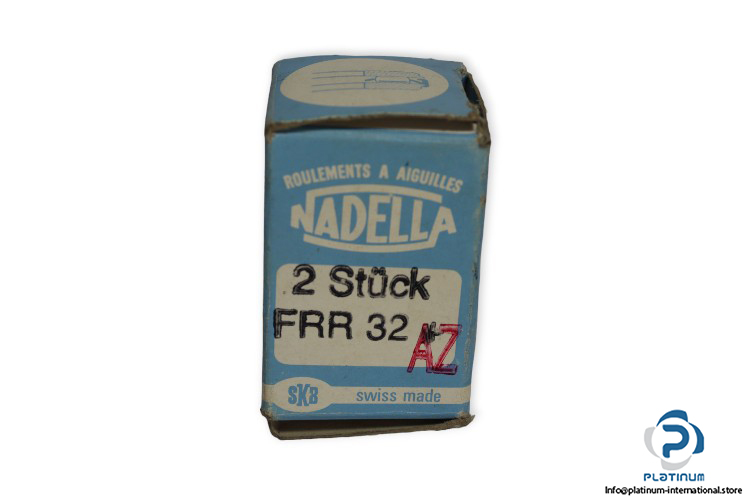 ROULEMENTS A AIGUILLES
NADELLA
2 Stück
FRR 32
AZ
SKB swiss made
PLATINUM
Info@platinum-international.store